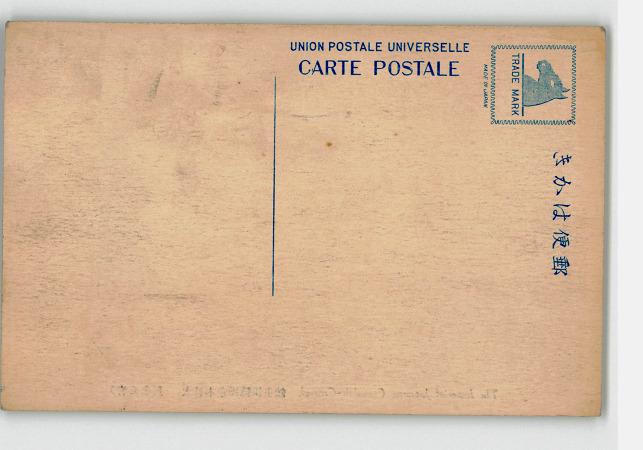 UNION POSTALE UNIVERSELLE
CARTE POSTALE
TRADE MARK
MADE IN JAPAN
郵便はかき